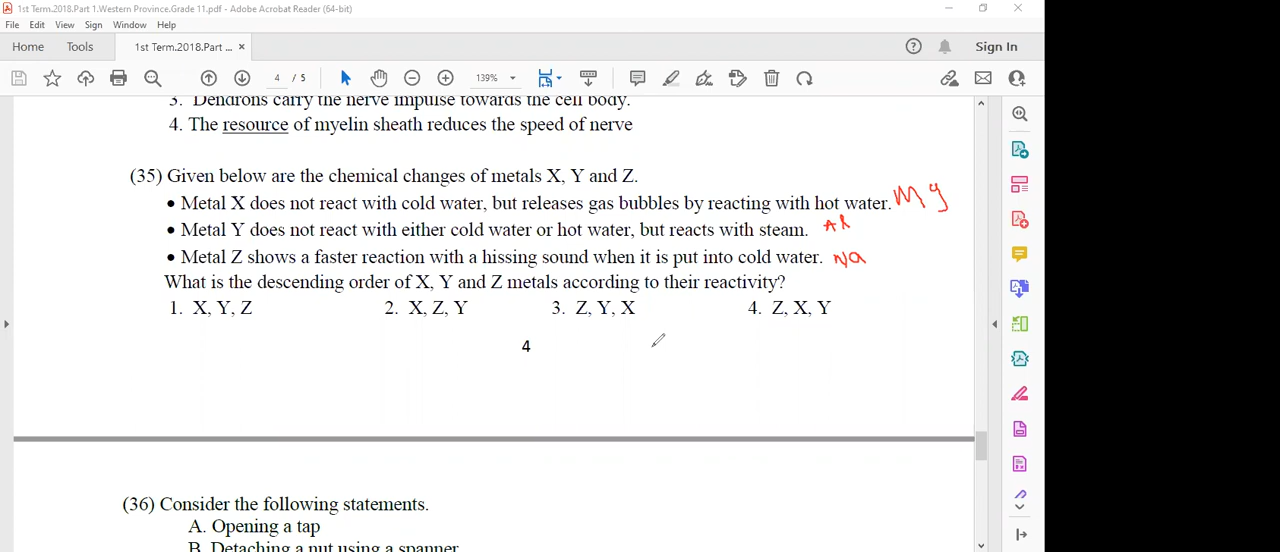 1st Term.2018.Part 1.Western Province.Grade 11.pdf - Adobe Acrobat Reader (64-bit)
File Edit View Sign Window Help
Home Tools 1st Term.2018.Part ... × Sign In
4 / 5 139%
3. Dendrons carry the nerve impulse towards the cell body.
4. The resource of myelin sheath reduces the speed of nerve
(35) Given below are the chemical changes of metals X, Y and Z.
• Metal X does not react with cold water, but releases gas bubbles by reacting with hot water. Mg
• Metal Y does not react with either cold water or hot water, but reacts with steam. Al
• Metal Z shows a faster reaction with a hissing sound when it is put into cold water. Na
What is the descending order of X, Y and Z metals according to their reactivity?
1. X, Y, Z 2. X, Z, Y 3. Z, Y, X 4. Z, X, Y
4
(36) Consider the following statements.
A. Opening a tap
B. Detaching a nut using a spanner